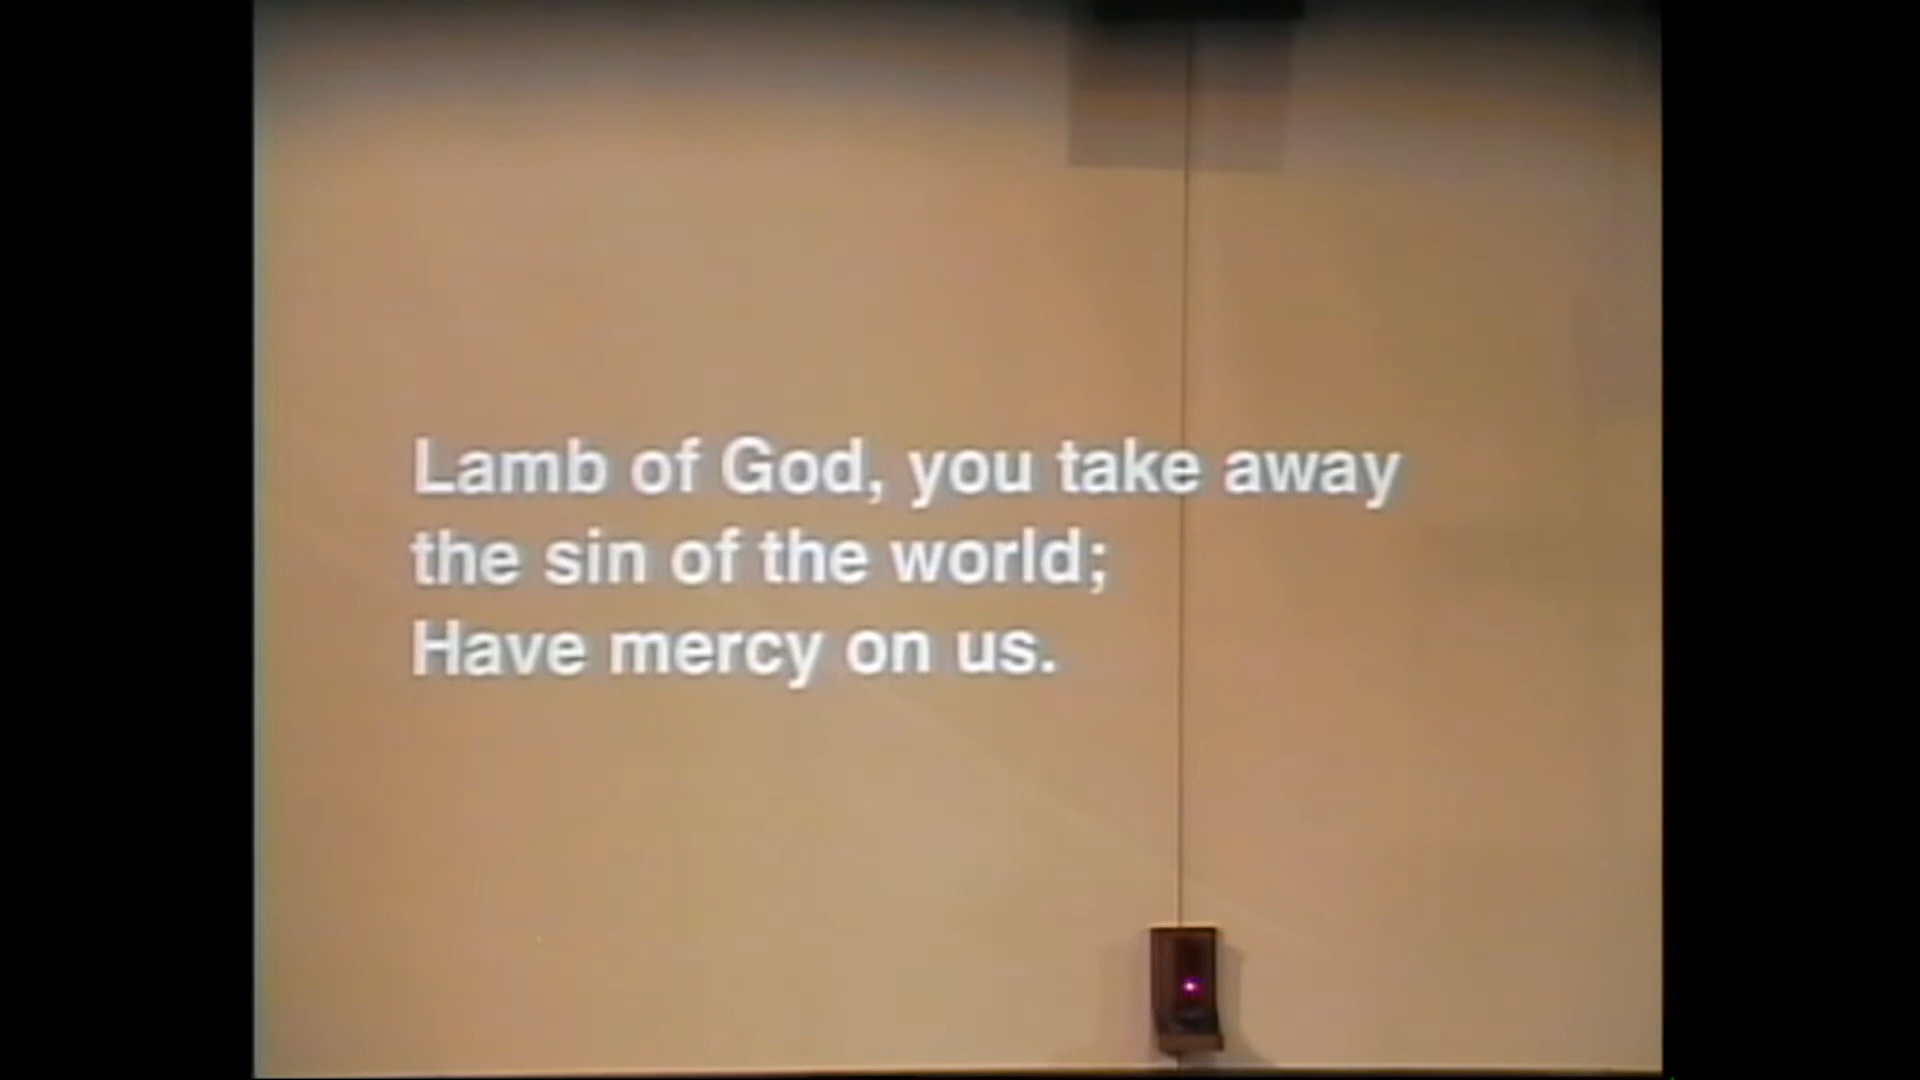 Lamb of God, you take away
the sin of the world;
Have mercy on us.